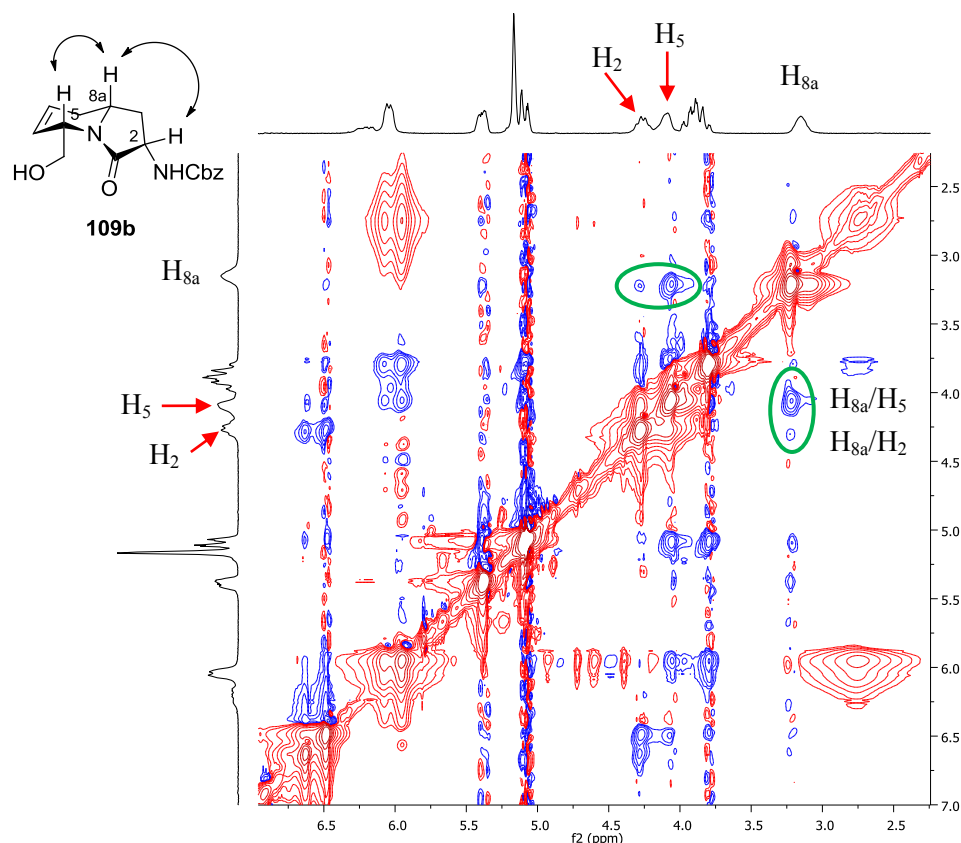 H₂
H₅
H₈ₐ
H
H
8a
5
N
2
H
HO
O
NHCbz
109b
H₈ₐ
H₅
H₂
H₈ₐ/H₅
H₈ₐ/H₂
2.5
3.0
3.5
4.0
4.5
5.0
5.5
6.0
6.5
7.0
6.5 6.0 5.5 5.0 4.5 4.0 3.5 3.0 2.5
f2 (ppm)